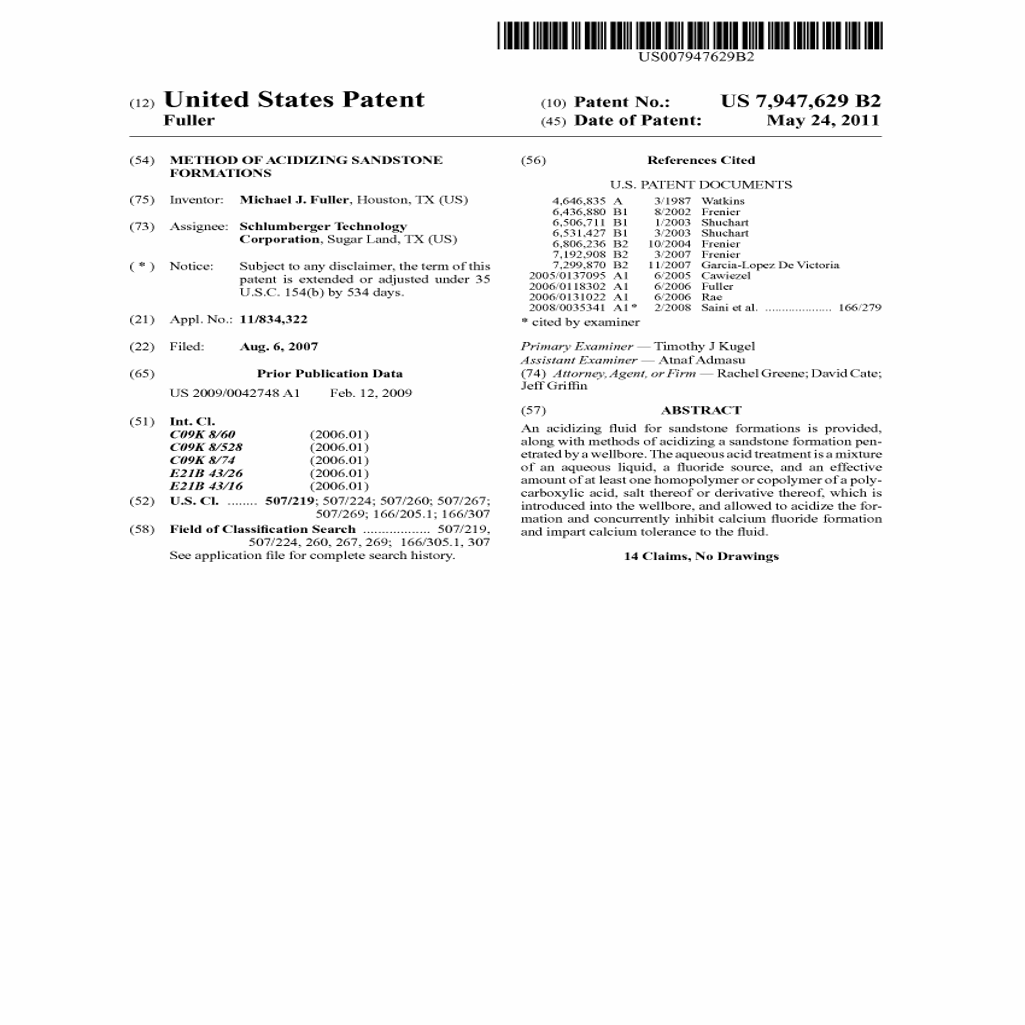 US007947629B2
(12) United States Patent
Fuller
(10) Patent No.: US 7,947,629 B2
(45) Date of Patent: May 24, 2011
(54) METHOD OF ACIDIZING SANDSTONE
FORMATIONS
(75) Inventor: Michael J. Fuller, Houston, TX (US)
(73) Assignee: Schlumberger Technology
Corporation, Sugar Land, TX (US)
( * ) Notice: Subject to any disclaimer, the term of this
patent is extended or adjusted under 35
U.S.C. 154(b) by 534 days.
(21) Appl. No.: 11/834,322
(22) Filed: Aug. 6, 2007
(65) Prior Publication Data
US 2009/0042748 A1 Feb. 12, 2009
(51) Int. Cl.
C09K 8/60 (2006.01)
C09K 8/528 (2006.01)
C09K 8/74 (2006.01)
E21B 43/26 (2006.01)
E21B 43/16 (2006.01)
(52) U.S. Cl. ........ 507/219; 507/224; 507/260; 507/267;
507/269; 166/205.1; 166/307
(58) Field of Classification Search .................. 507/219,
507/224, 260, 267, 269; 166/305.1, 307
See application file for complete search history.
(56) References Cited
U.S. PATENT DOCUMENTS
4,646,835 A 3/1987 Watkins
6,436,880 B1 8/2002 Frenier
6,506,711 B1 1/2003 Shuchart
6,531,427 B1 3/2003 Shuchart
6,806,236 B2 10/2004 Frenier
7,192,908 B2 3/2007 Frenier
7,299,870 B2 11/2007 Garcia-Lopez De Victoria
2005/0137095 A1 6/2005 Cawiezel
2006/0118302 A1 6/2006 Fuller
2006/0131022 A1 6/2006 Rae
2008/0035341 A1 * 2/2008 Saini et al. .................... 166/279
* cited by examiner
Primary Examiner — Timothy J Kugel
Assistant Examiner — Atnaf Admasu
(74) Attorney, Agent, or Firm — Rachel Greene; David Cate;
Jeff Griffin
(57) ABSTRACT
An acidizing fluid for sandstone formations is provided,
along with methods of acidizing a sandstone formation pen-
etrated by a wellbore. The aqueous acid treatment is a mixture
of an aqueous liquid, a fluoride source, and an effective
amount of at least one homopolymer or copolymer of a poly-
carboxylic acid, salt thereof or derivative thereof, which is
introduced into the wellbore, and allowed to acidize the for-
mation and concurrently inhibit calcium fluoride formation
and impart calcium tolerance to the fluid.
14 Claims, No Drawings